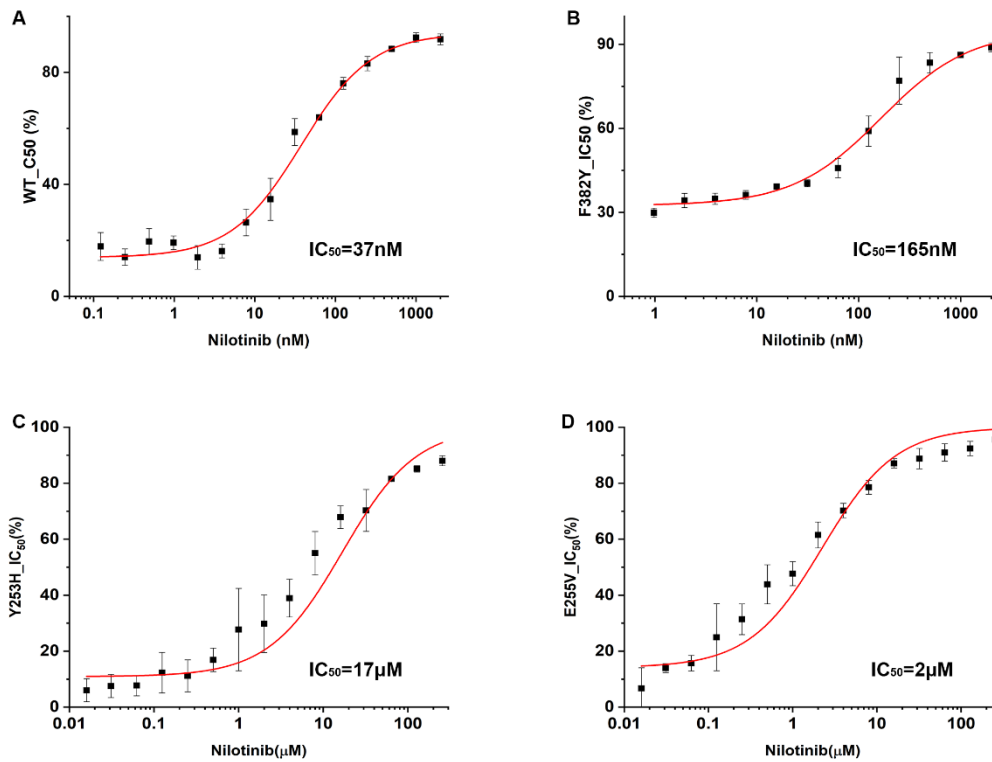 A
WT_C50 (%)
80
40
0
IC50=37nM
0.1 1 10 100 1000
Nilotinib (nM)
B
F382Y_IC50 (%)
90
60
30
0
IC50=165nM
1 10 100 1000
Nilotinib (nM)
C
Y253H_IC50(%)
100
80
60
40
20
0
IC50=17μM
0.01 0.1 1 10 100
Nilotinib(μM)
D
E255V_IC50(%)
100
80
60
40
20
0
IC50=2μM
0.01 0.1 1 10 100
Nilotinib(μM)